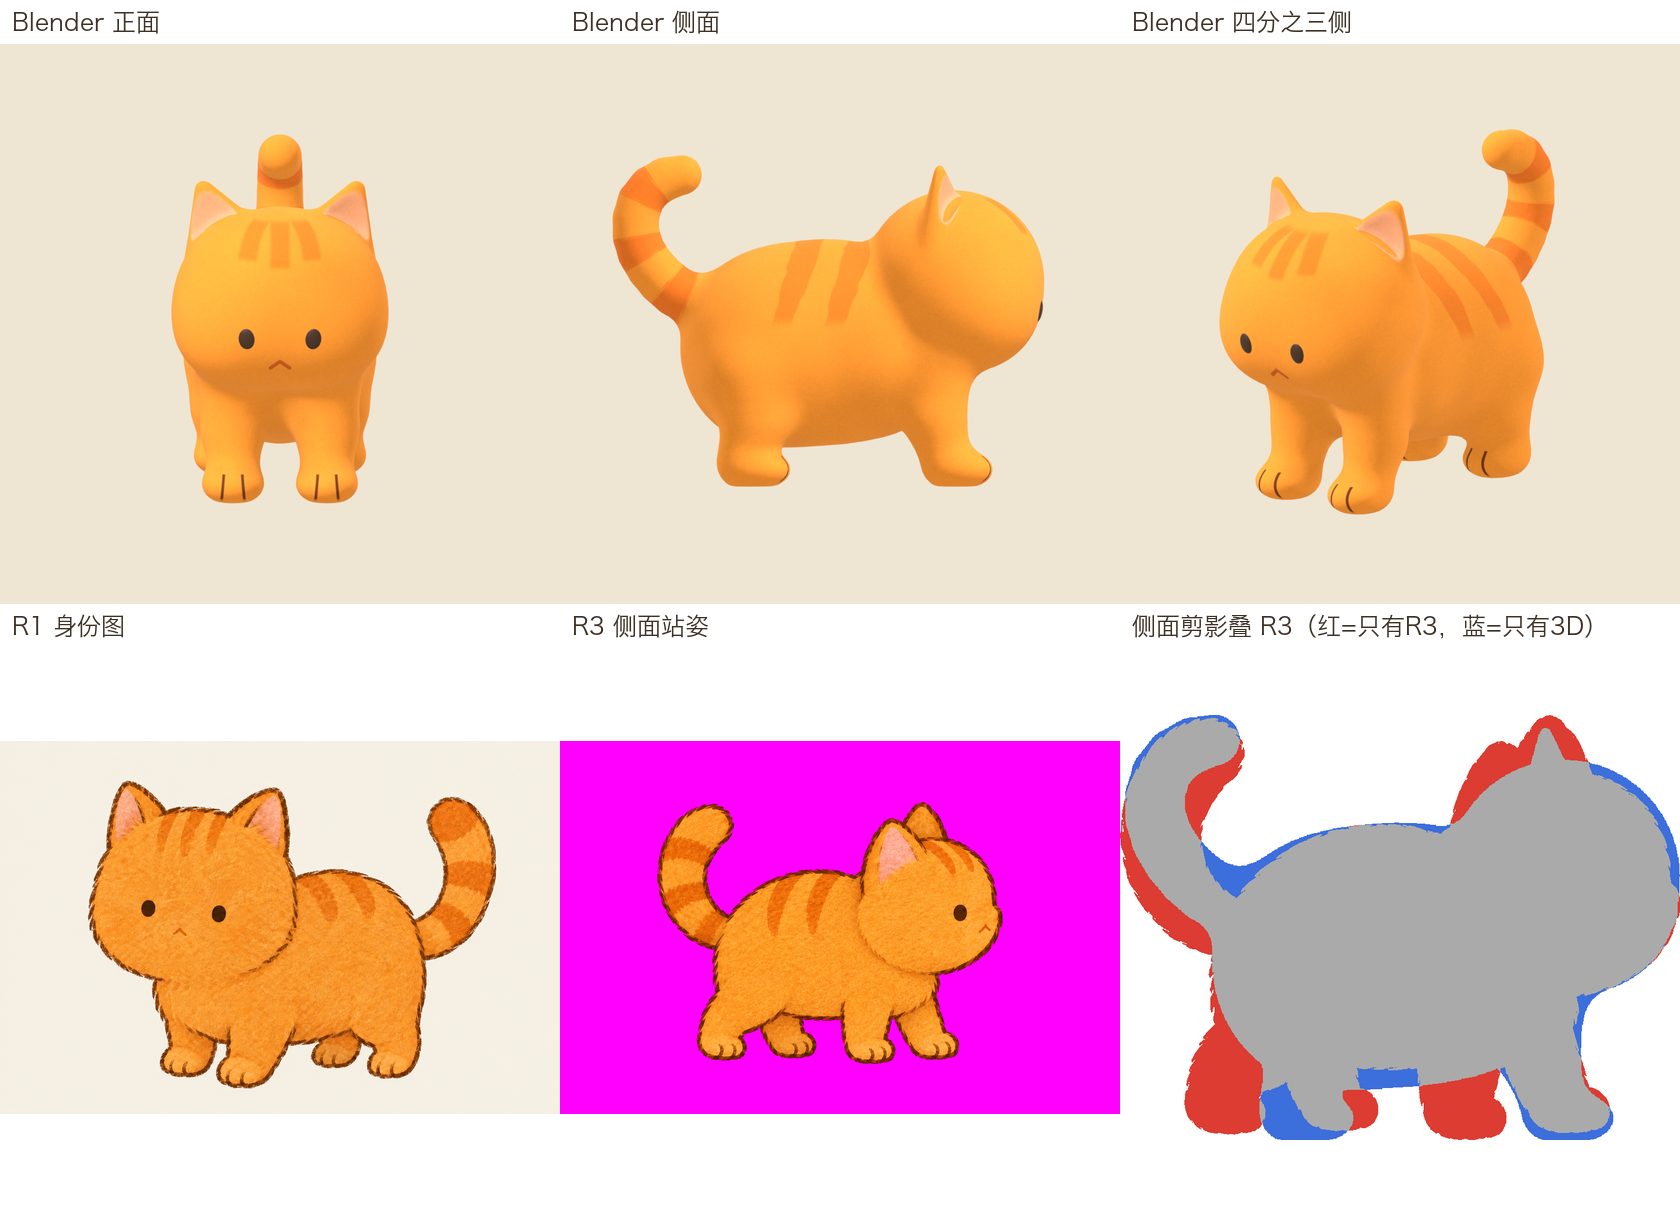 Blender 正面
Blender 侧面
Blender 四分之三侧
R1 身份图
R3 侧面站姿
侧面剪影叠 R3（红=只有R3，蓝=只有3D）